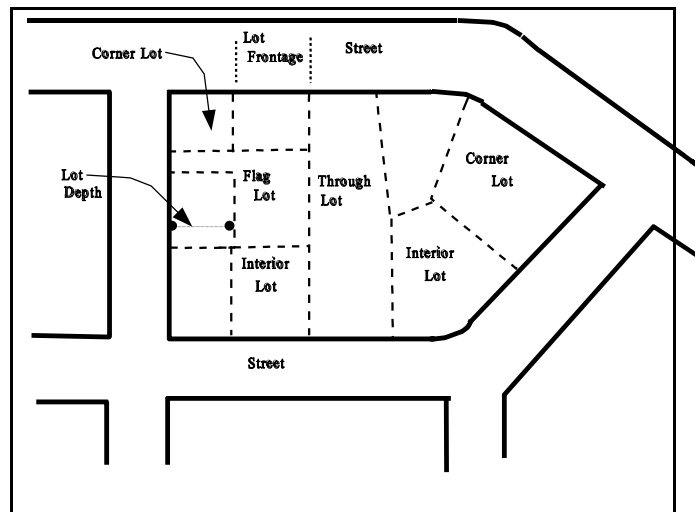 Lot
Frontage
Street
Corner Lot
Corner
Lot
Lot
Depth
Flag
Lot
Through
Lot
Interior
Lot
Interior
Lot
Street